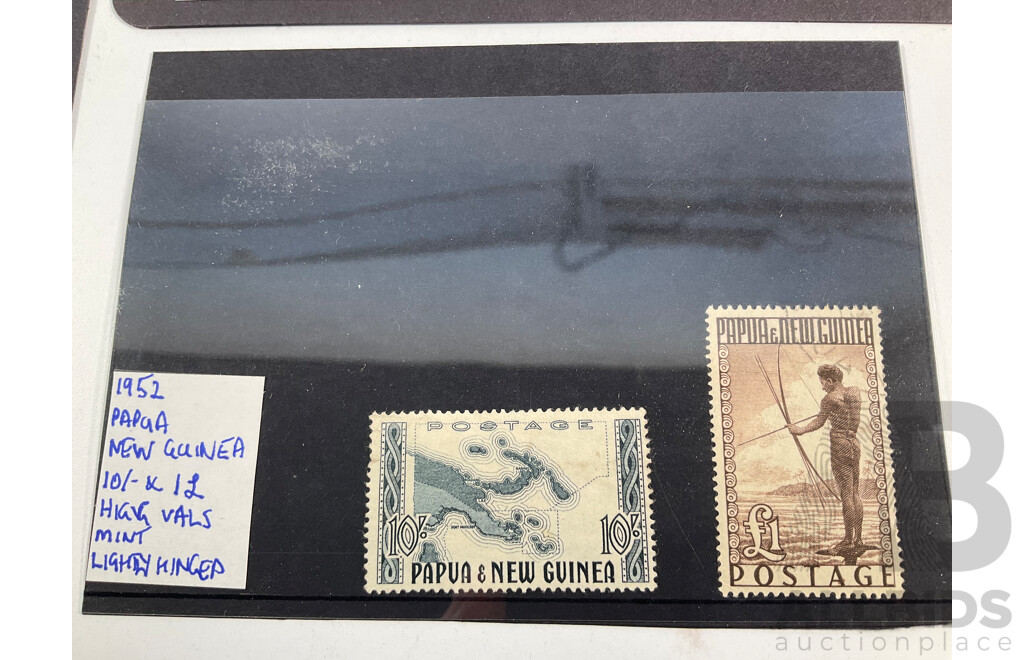 1952
PAPUA
NEW GUINEA
10/- & 1£
HIGH VALS
MINT
LIGHTLY HINGED
POSTAGE
10/-
10/-
PAPUA & NEW GUINEA
PAPUA & NEW GUINEA
£1
POSTAGE
auctionplace